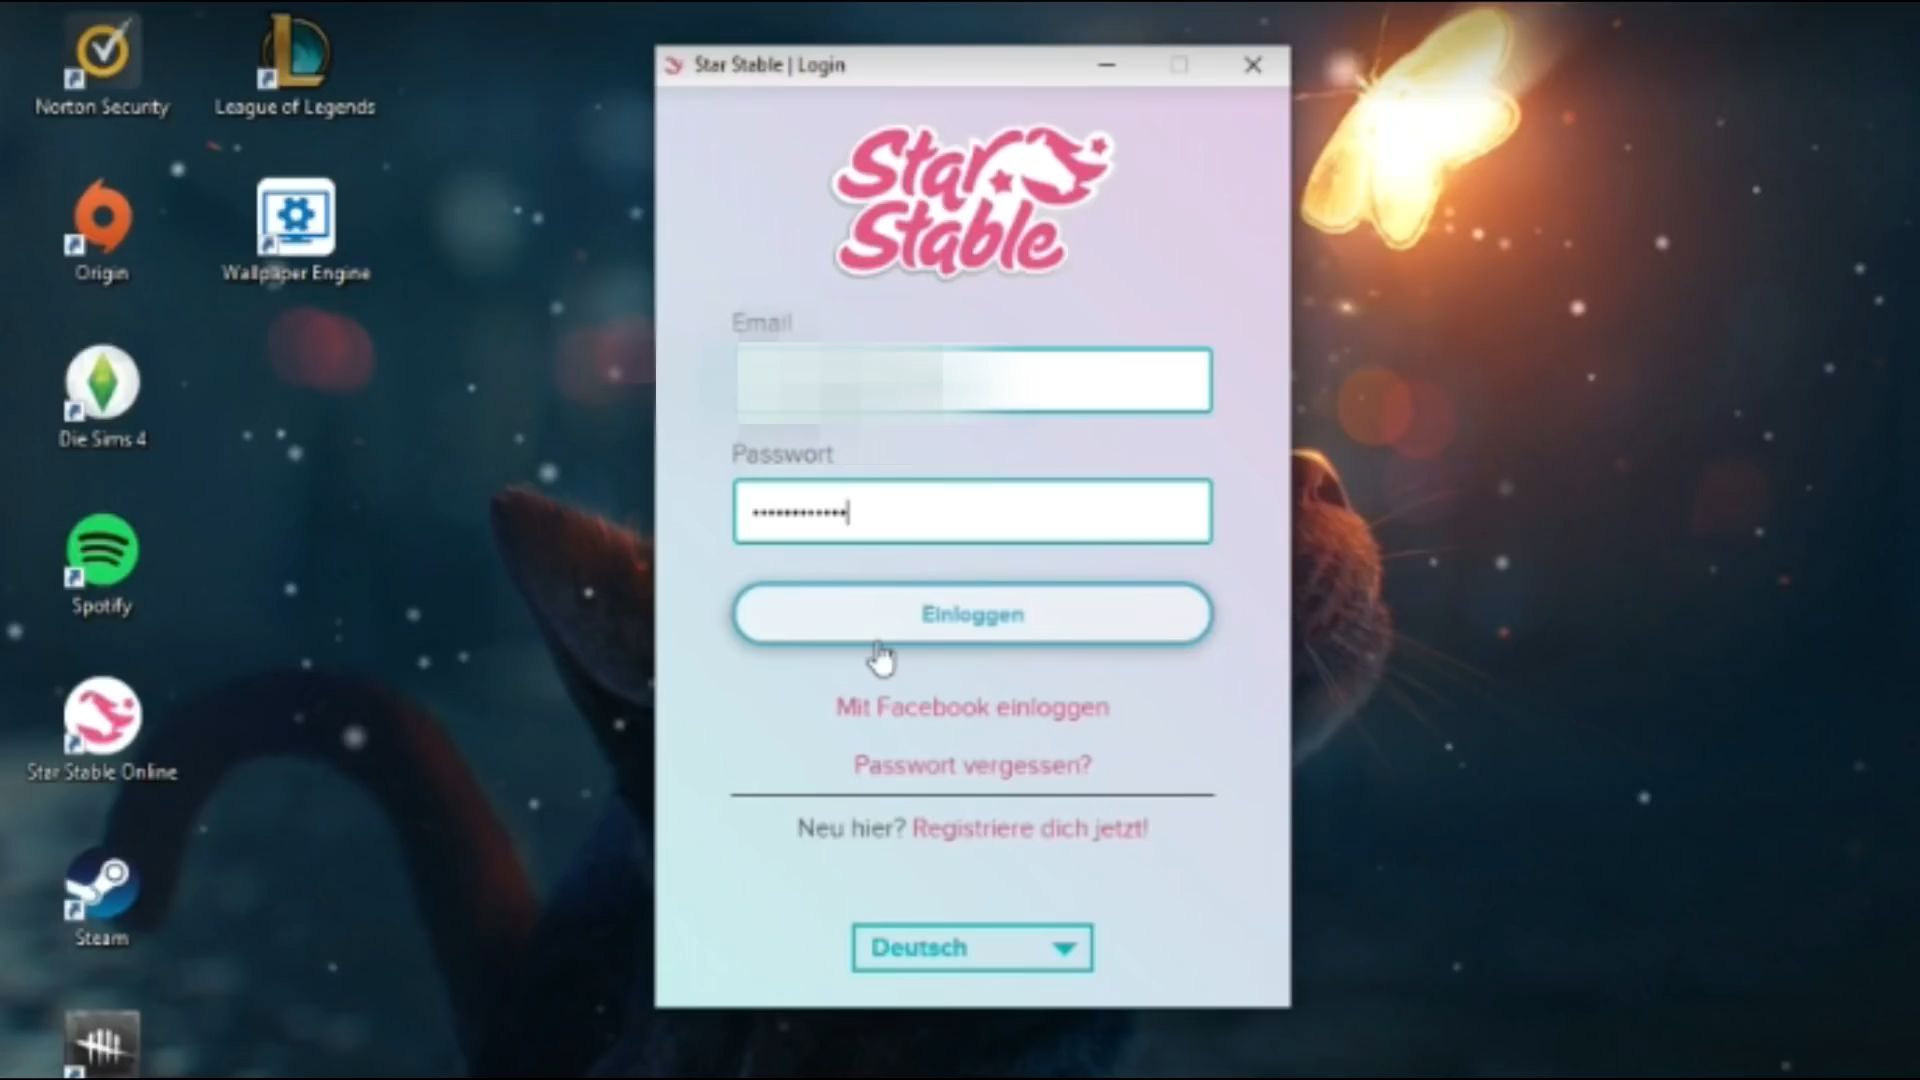 Norton Security
League of Legends
Origin
Wallpaper Engine
Die Sims 4
Spotify
Star Stable Online
Steam
Star Stable | Login
Star
Stable
Email
Passwort
••••••••••••
Einloggen
Mit Facebook einloggen
Passwort vergessen?
Neu hier? Registriere dich jetzt!
Deutsch